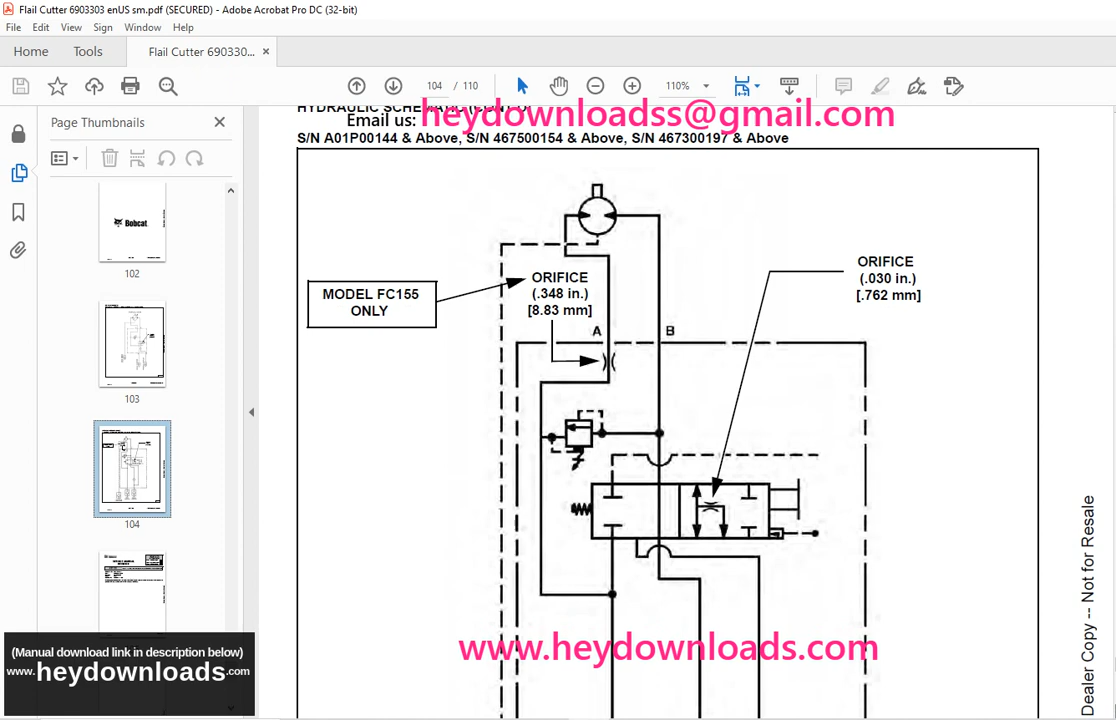 Flail Cutter 6903303 enUS sm.pdf (SECURED) - Adobe Acrobat Pro DC (32-bit)
File Edit View Sign Window Help
Home Tools Flail Cutter 690330... ×
104 / 110 110%
Page Thumbnails
Bobcat
102
103
104
Email us: heydownloadss@gmail.com
S/N A01P00144 & Above, S/N 467500154 & Above, S/N 467300197 & Above
MODEL FC155
ONLY
ORIFICE
(.348 in.)
[8.83 mm]
ORIFICE
(.030 in.)
[.762 mm]
A B
www.heydownloads.com
Dealer Copy -- Not for Resale
(Manual download link in description below)
www.heydownloads.com